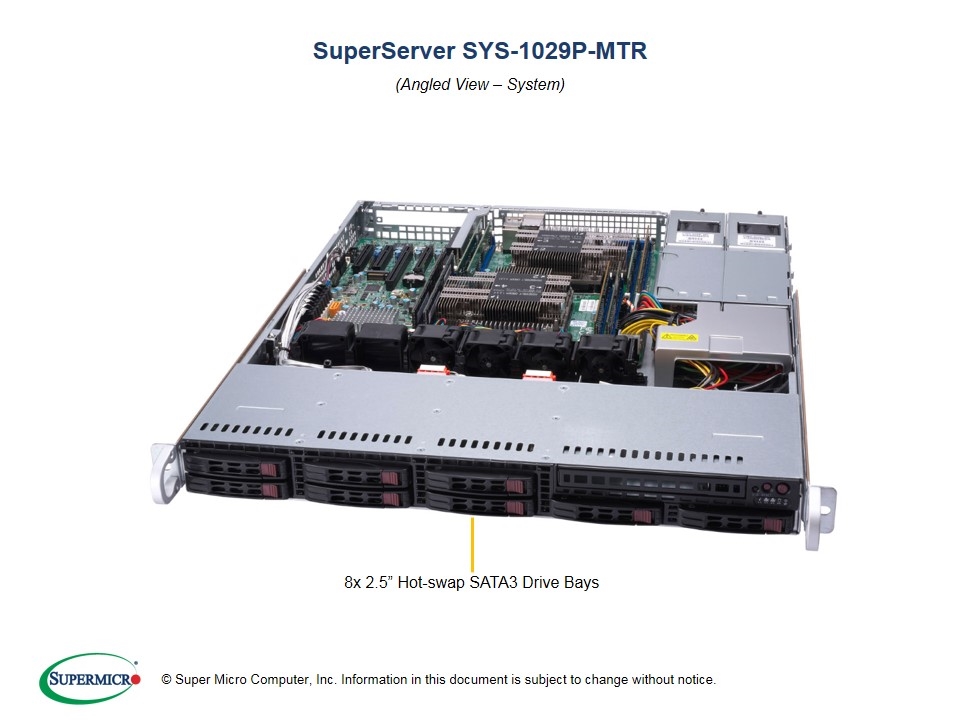 SuperServer SYS-1029P-MTR
(Angled View – System)
8x 2.5” Hot-swap SATA3 Drive Bays
SUPERMICRO
© Super Micro Computer, Inc. Information in this document is subject to change without notice.